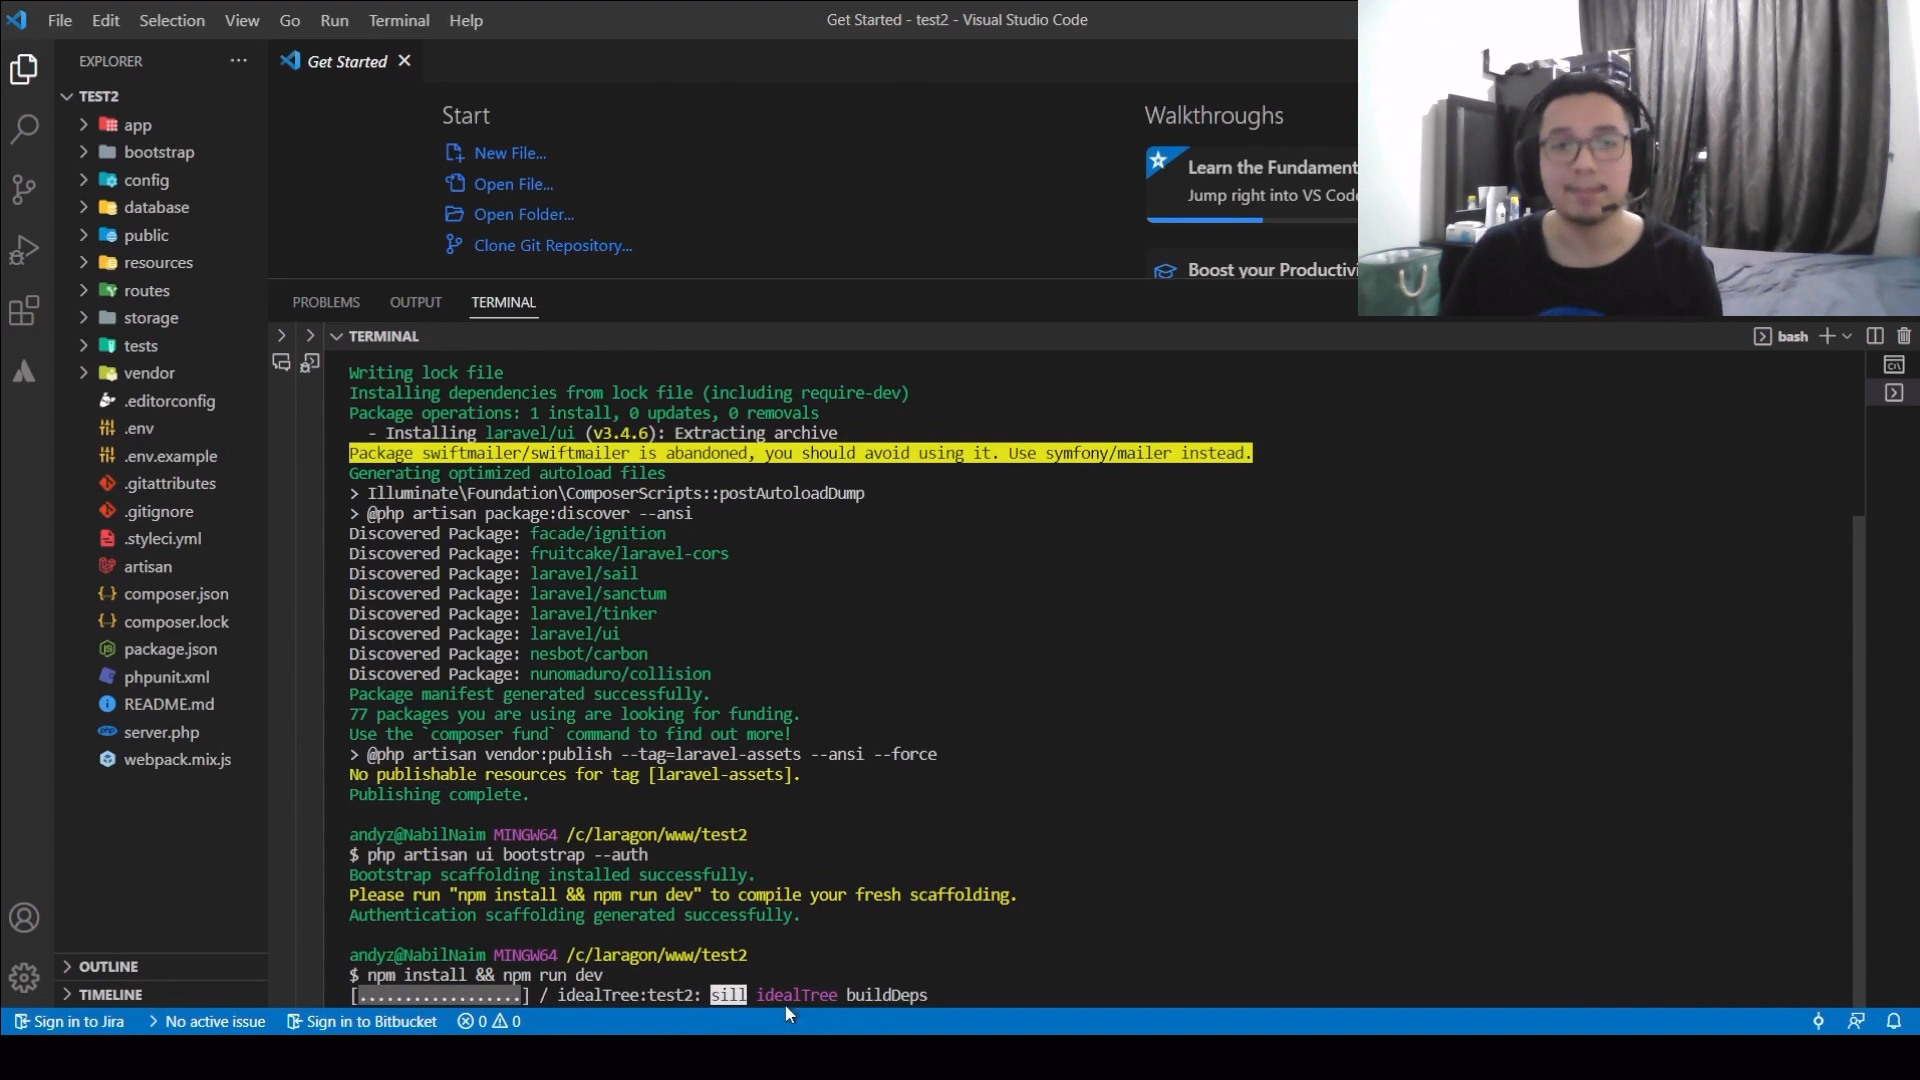 File Edit Selection View Go Run Terminal Help
Get Started - test2 - Visual Studio Code
EXPLORER
Get Started
TEST2
app
bootstrap
config
database
public
resources
routes
storage
tests
vendor
.editorconfig
.env
.env.example
.gitattributes
.gitignore
.styleci.yml
artisan
composer.json
composer.lock
package.json
phpunit.xml
README.md
server.php
webpack.mix.js
OUTLINE
TIMELINE
Start
New File...
Open File...
Open Folder...
Clone Git Repository...
Walkthroughs
Learn the Fundament
Jump right into VS Code
Boost your Productivi
PROBLEMS OUTPUT TERMINAL
TERMINAL
bash
Writing lock file
Installing dependencies from lock file (including require-dev)
Package operations: 1 install, 0 updates, 0 removals
- Installing laravel/ui (v3.4.6): Extracting archive
Package swiftmailer/swiftmailer is abandoned, you should avoid using it. Use symfony/mailer instead.
Generating optimized autoload files
> Illuminate\Foundation\ComposerScripts::postAutoloadDump
> @php artisan package:discover --ansi
Discovered Package: facade/ignition
Discovered Package: fruitcake/laravel-cors
Discovered Package: laravel/sail
Discovered Package: laravel/sanctum
Discovered Package: laravel/tinker
Discovered Package: laravel/ui
Discovered Package: nesbot/carbon
Discovered Package: nunomaduro/collision
Package manifest generated successfully.
77 packages you are using are looking for funding.
Use the `composer fund` command to find out more!
> @php artisan vendor:publish --tag=laravel-assets --ansi --force
No publishable resources for tag [laravel-assets].
Publishing complete.
andyz@NabilNaim MINGW64 /c/laragon/www/test2
$ php artisan ui bootstrap --auth
Bootstrap scaffolding installed successfully.
Please run "npm install && npm run dev" to compile your fresh scaffolding.
Authentication scaffolding generated successfully.
andyz@NabilNaim MINGW64 /c/laragon/www/test2
$ npm install && npm run dev
[..................] / idealTree:test2: sill idealTree buildDeps
Sign in to Jira No active issue Sign in to Bitbucket 0 0